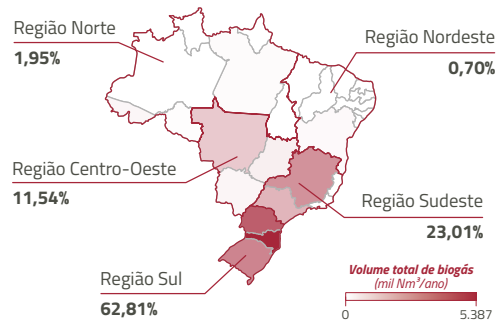 Região Norte
1,95%
Região Nordeste
0,70%
Região Centro-Oeste
11,54%
Região Sudeste
23,01%
Região Sul
62,81%
Volume total de biogás
(mil Nm³/ano)
0 5.387